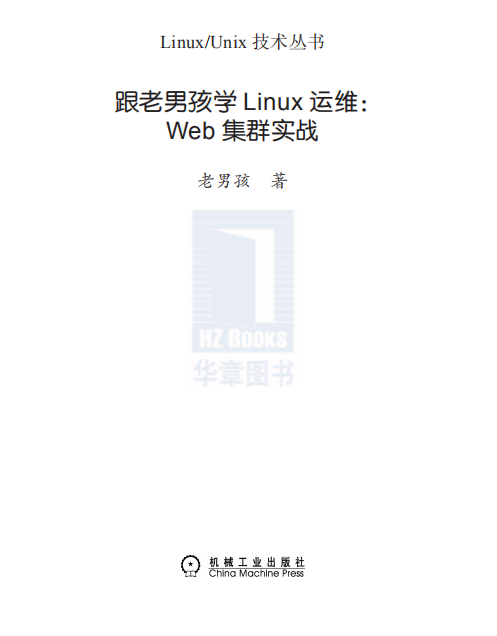 Linux/Unix 技术丛书
跟老男孩学 Linux 运维：
Web 集群实战
老男孩 著
HZ BOOKS
华章图书
机械工业出版社
China Machine Press